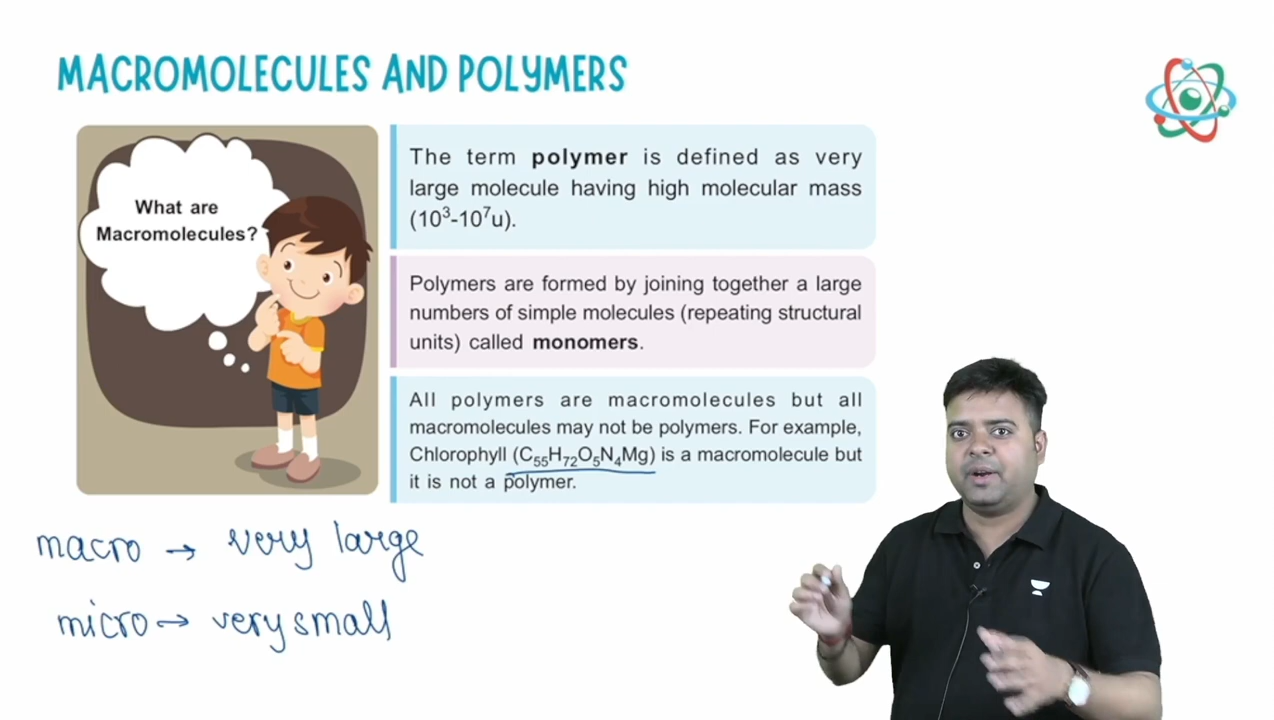 MACROMOLECULES AND POLYMERS
What are
Macromolecules?
The term polymer is defined as very
large molecule having high molecular mass
(10³-10⁷u).
Polymers are formed by joining together a large
numbers of simple molecules (repeating structural
units) called monomers.
All polymers are macromolecules but all
macromolecules may not be polymers. For example,
Chlorophyll (C₅₅H₇₂O₅N₄Mg) is a macromolecule but
it is not a polymer.
macro → very large
micro → very small